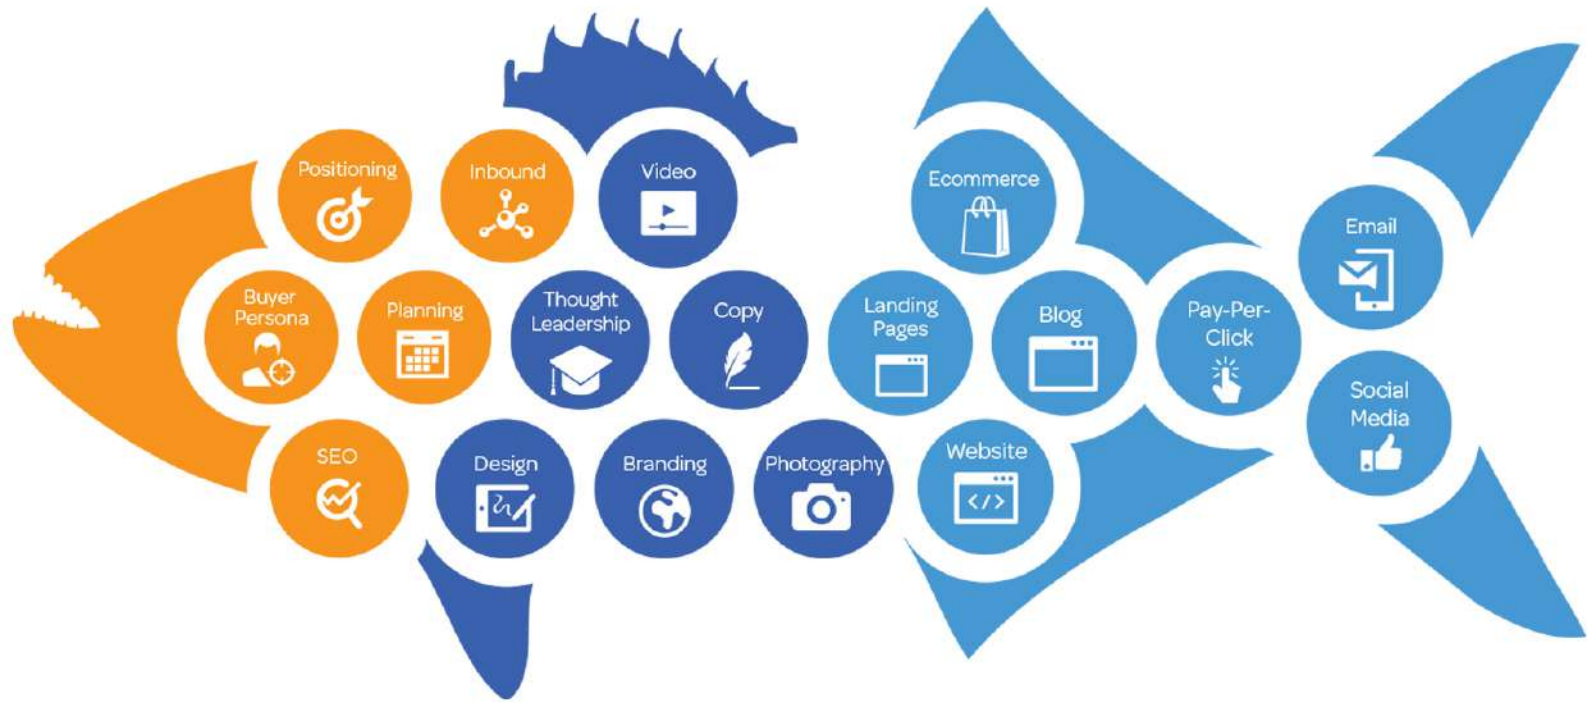 Positioning
Inbound
Video
Ecommerce
Email
Buyer
Persona
Planning
Thought
Leadership
Copy
Landing
Pages
Blog
Pay-Per-
Click
Social
Media
SEO
Design
Branding
Photography
Website
</>